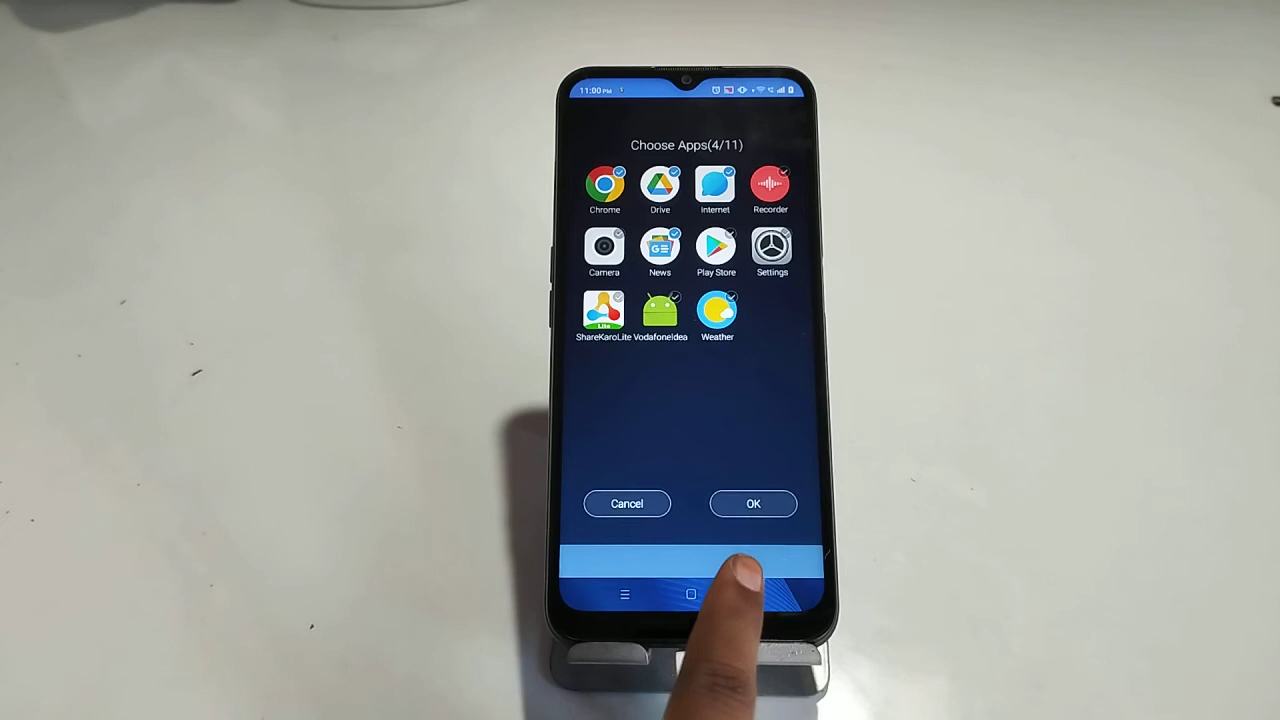 11:00 PM
Choose Apps(4/11)
Chrome Drive Internet Recorder
Camera News Play Store Settings
Lite
ShareKaroLite VodafoneIdea Weather
Cancel OK